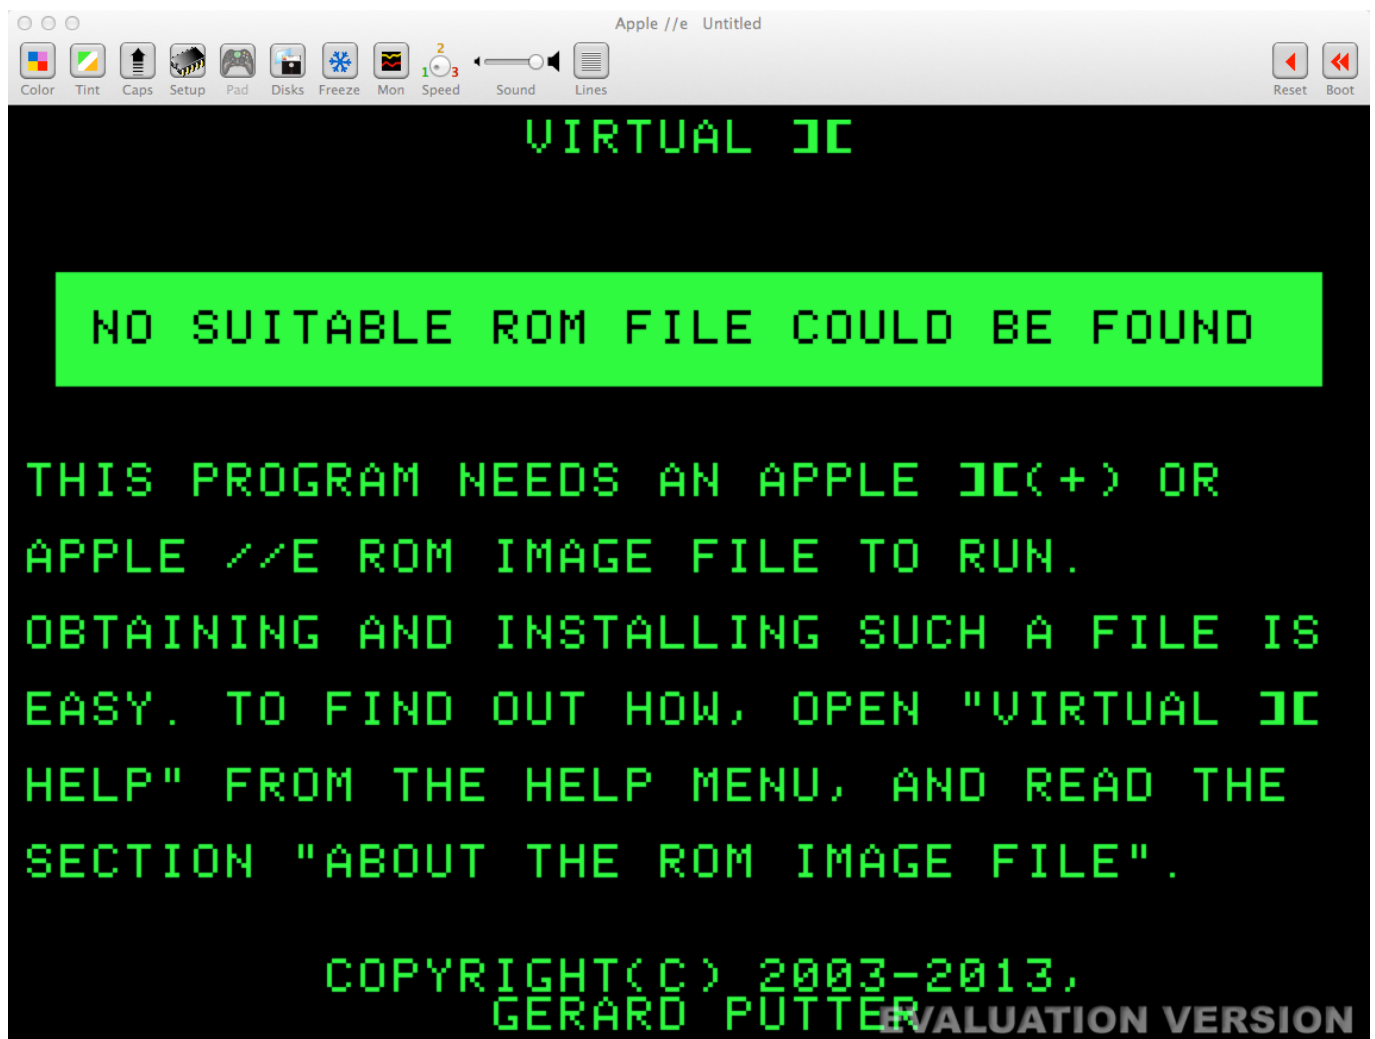 Apple //e Untitled
2
1 3
Color Tint Caps Setup Pad Disks Freeze Mon Speed Sound Lines Reset Boot
VIRTUAL ][
NO SUITABLE ROM FILE COULD BE FOUND
THIS PROGRAM NEEDS AN APPLE ][(+) OR
APPLE //E ROM IMAGE FILE TO RUN.
OBTAINING AND INSTALLING SUCH A FILE IS
EASY. TO FIND OUT HOW, OPEN "VIRTUAL ][
HELP" FROM THE HELP MENU, AND READ THE
SECTION "ABOUT THE ROM IMAGE FILE".
COPYRIGHT(C) 2003-2013,
GERARD PUTTER
EVALUATION VERSION